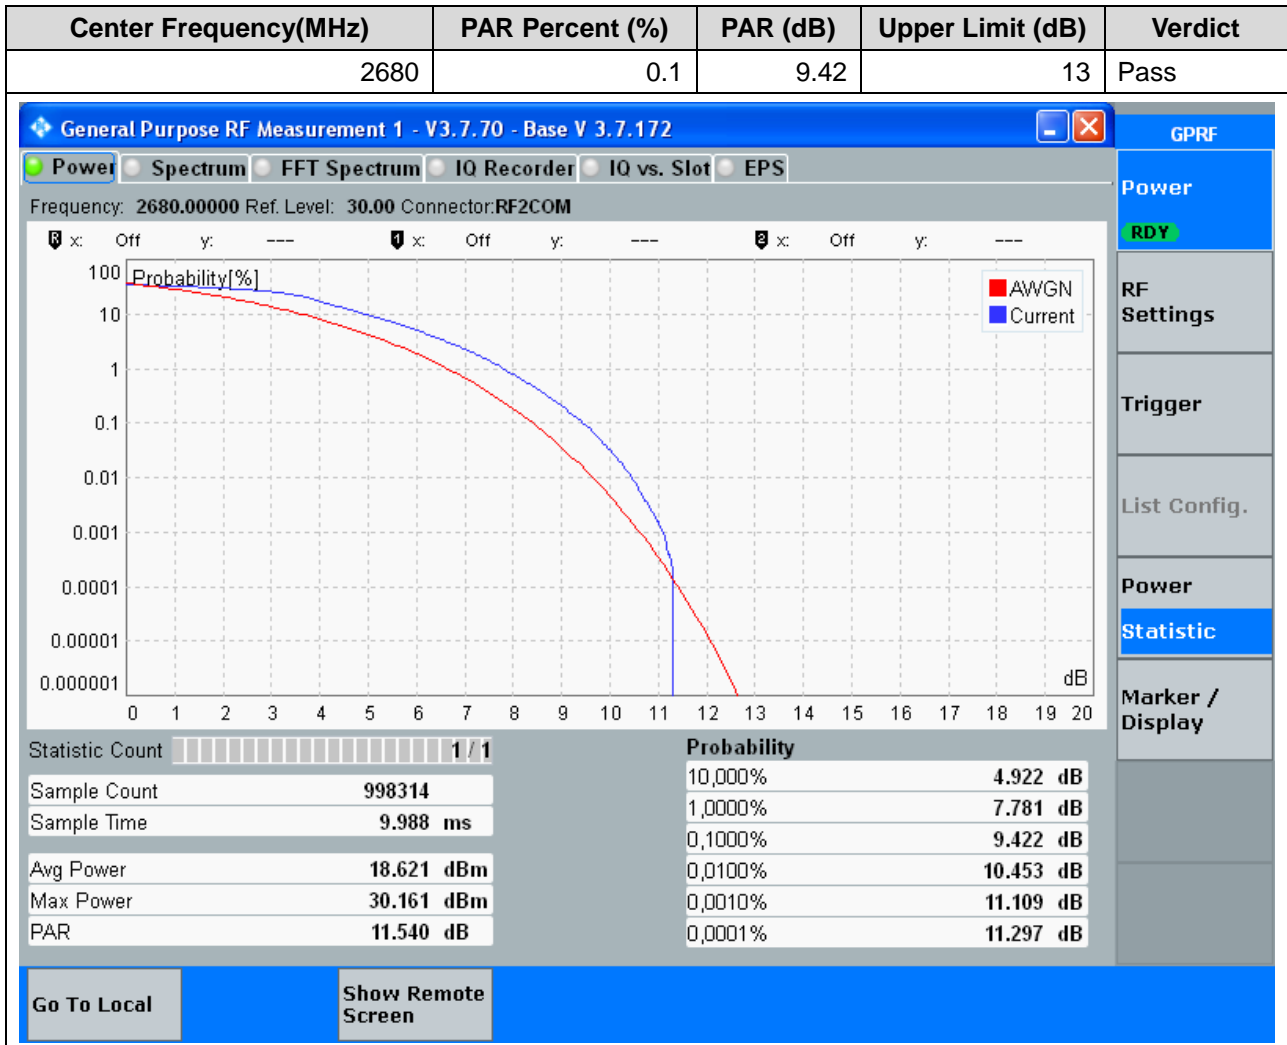 Center Frequency(MHz) PAR Percent (%) PAR (dB) Upper Limit (dB) Verdict
2680 0.1 9.42 13 Pass
General Purpose RF Measurement 1 - V3.7.70 - Base V 3.7.172
GPRF
Power Spectrum FFT Spectrum IQ Recorder IQ vs. Slot EPS
Power
RDY
Frequency: 2680.00000 Ref. Level: 30.00 Connector:RF2COM
R x: Off y: --- 1 x: Off y: --- 2 x: Off y: ---
Probability[%]
100
10
1
0.1
0.01
0.001
0.0001
0.00001
0.000001
AWGN
Current
dB
0 1 2 3 4 5 6 7 8 9 10 11 12 13 14 15 16 17 18 19 20
RF
Settings
Trigger
List Config.
Power
Statistic
Marker /
Display
Statistic Count 1 / 1
Sample Count 998314
Sample Time 9.988 ms
Avg Power 18.621 dBm
Max Power 30.161 dBm
PAR 11.540 dB
Probability
10,000% 4.922 dB
1,0000% 7.781 dB
0,1000% 9.422 dB
0,0100% 10.453 dB
0,0010% 11.109 dB
0,0001% 11.297 dB
Go To Local
Show Remote
Screen